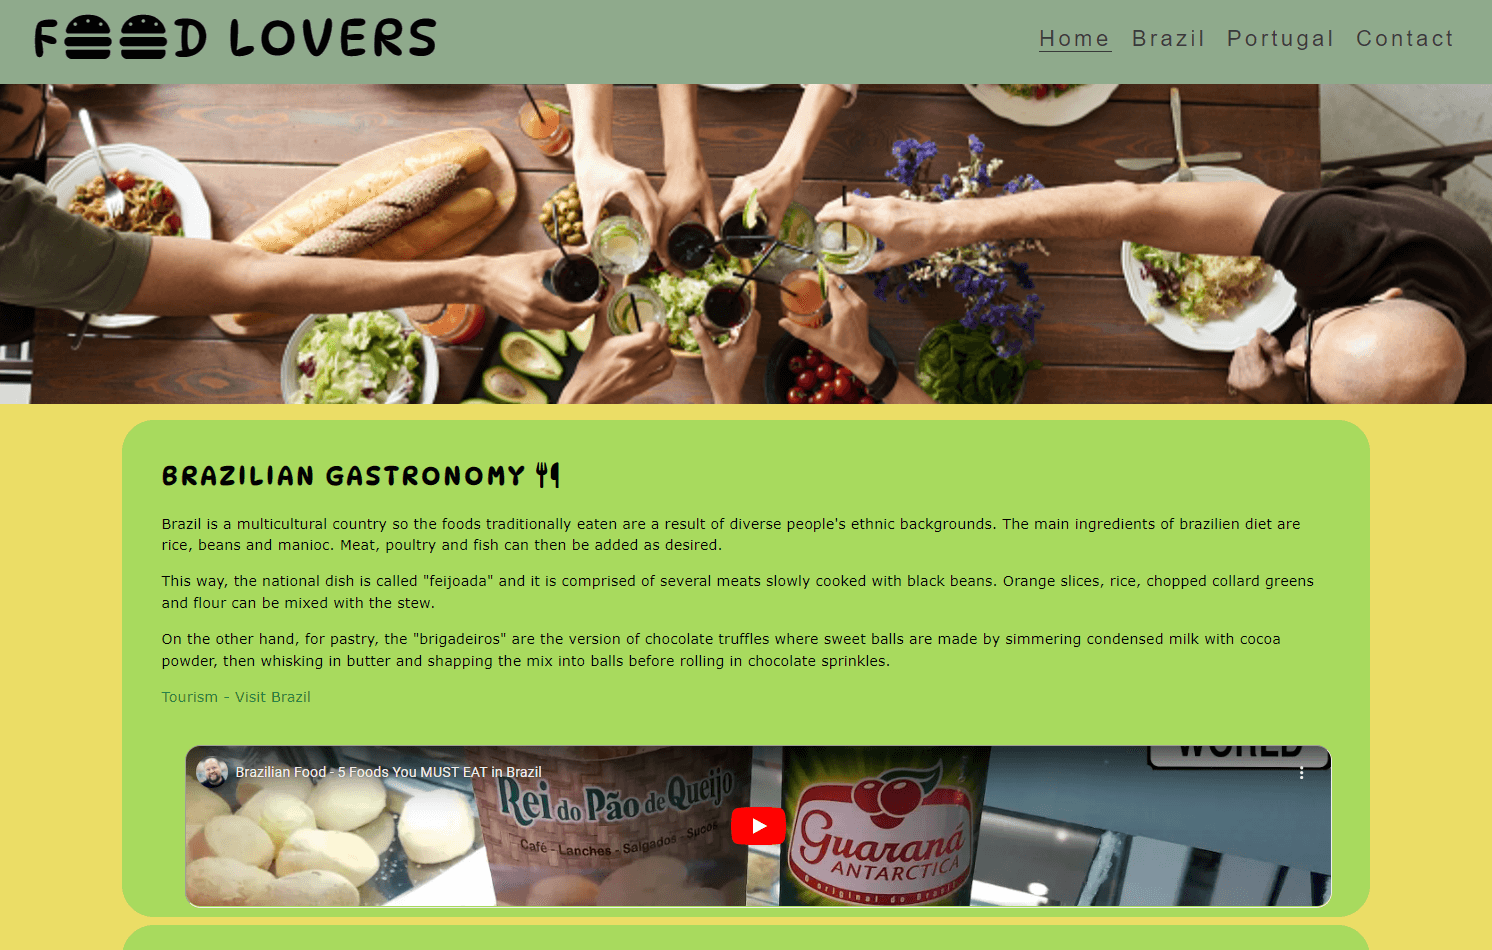 FOOD LOVERS
Home Brazil Portugal Contact
BRAZILIAN GASTRONOMY
Brazil is a multicultural country so the foods traditionally eaten are a result of diverse people's ethnic backgrounds. The main ingredients of brazilien diet are
rice, beans and manioc. Meat, poultry and fish can then be added as desired.
This way, the national dish is called "feijoada" and it is comprised of several meats slowly cooked with black beans. Orange slices, rice, chopped collard greens
and flour can be mixed with the stew.
On the other hand, for pastry, the "brigadeiros" are the version of chocolate truffles where sweet balls are made by simmering condensed milk with cocoa
powder, then whisking in butter and shapping the mix into balls before rolling in chocolate sprinkles.
Tourism - Visit Brazil
Brazilian Food - 5 Foods You MUST EAT in Brazil
WORLD
Rei do Pão de Queijo
Café - Lanches - Salgados - Sucos
Guaraná
ANTARCTICA
O original do Brasil